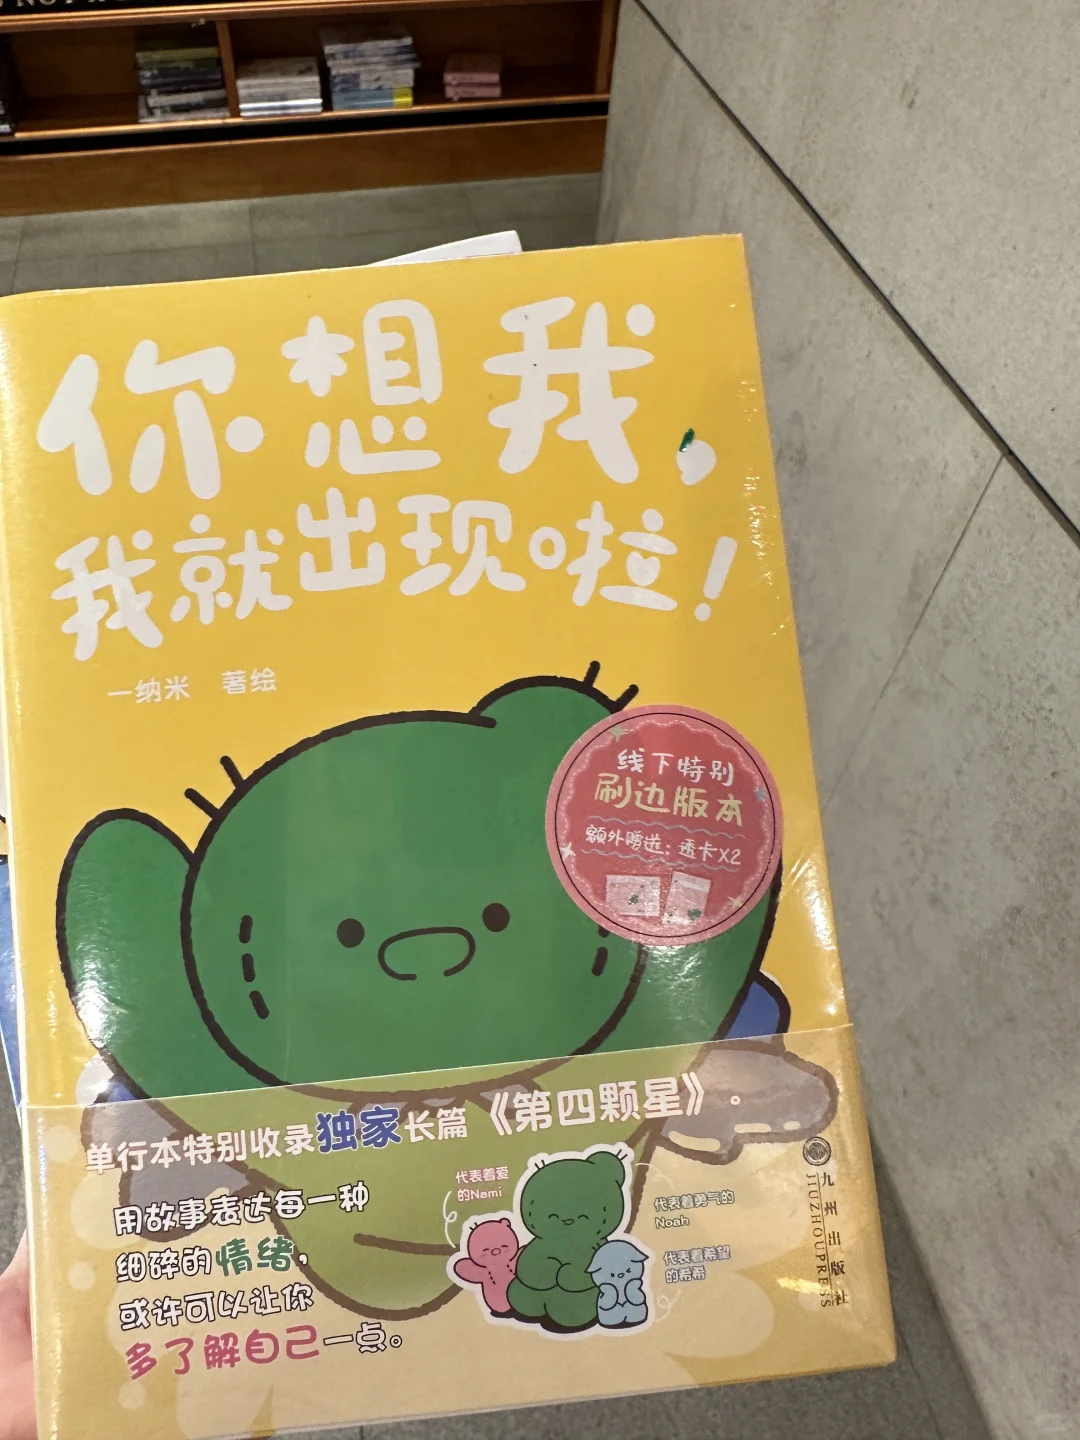 你想我，
我就出现啦！
一纳米 著绘
线下特别
刷边版本
额外赠送：透卡X2
单行本特别收录独家长篇《第四颗星》。
用故事表达每一种
细碎的情绪，
或许可以让你
多了解自己一点。
代表着爱
的Nami
代表着勇气的
Noah
代表着希望
的希希
九州出版社
JIUZHOUPRESS